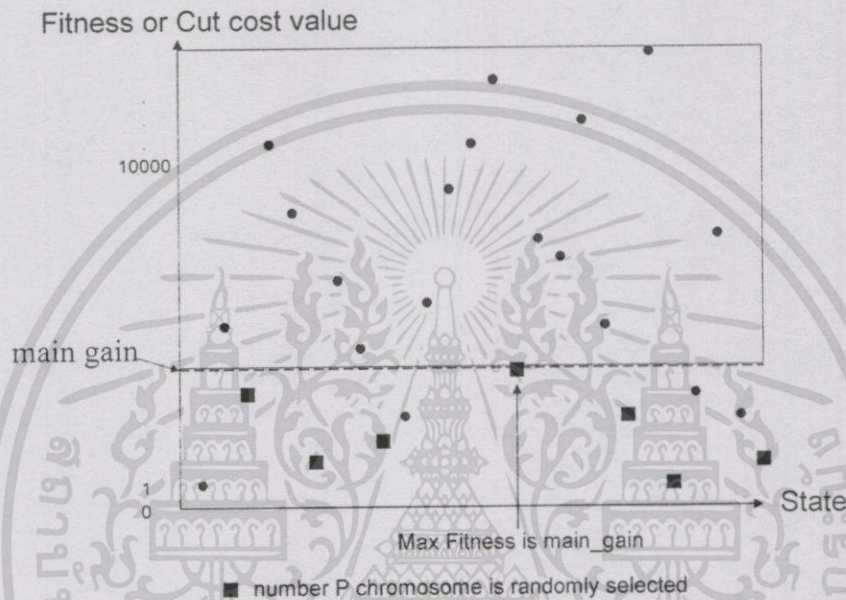 Fitness or Cut cost value
10000
main gain
1
0
State
Max Fitness is main_gain
■ number P chromosome is randomly selected